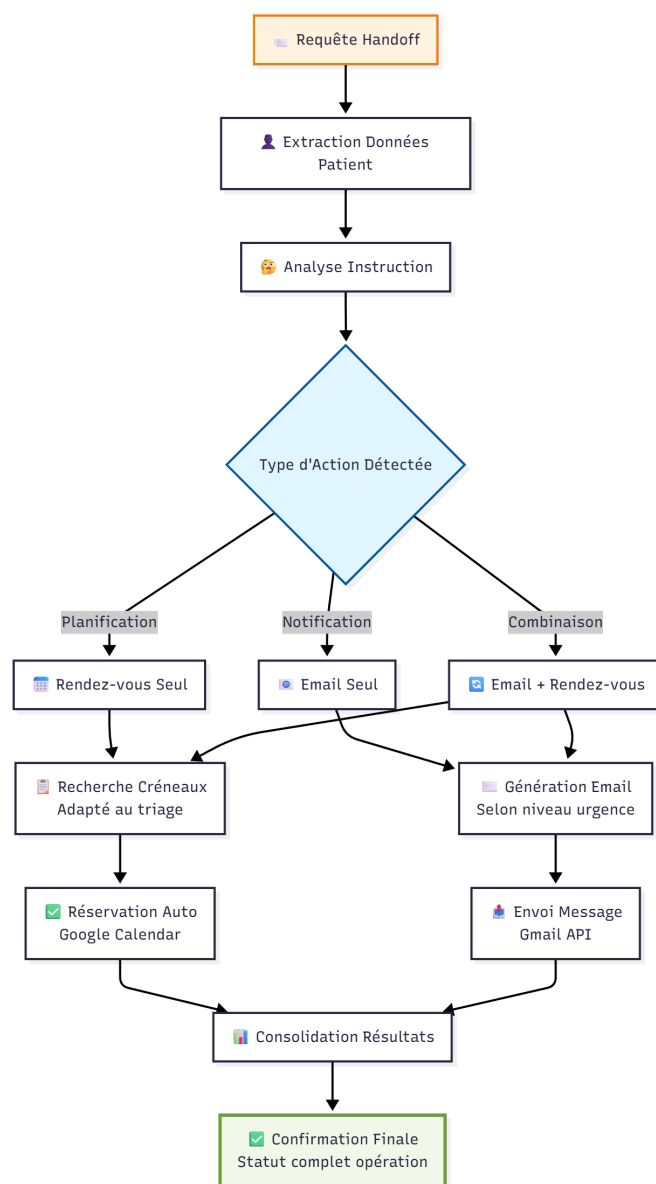 Requête Handoff
Extraction Données
Patient
Analyse Instruction
Type d'Action Détectée
Planification
Notification
Combinaison
Rendez-vous Seul
Email Seul
Email + Rendez-vous
Recherche Créneaux
Adapté au triage
Génération Email
Selon niveau urgence
Réservation Auto
Google Calendar
Envoi Message
Gmail API
Consolidation Résultats
Confirmation Finale
Statut complet opération